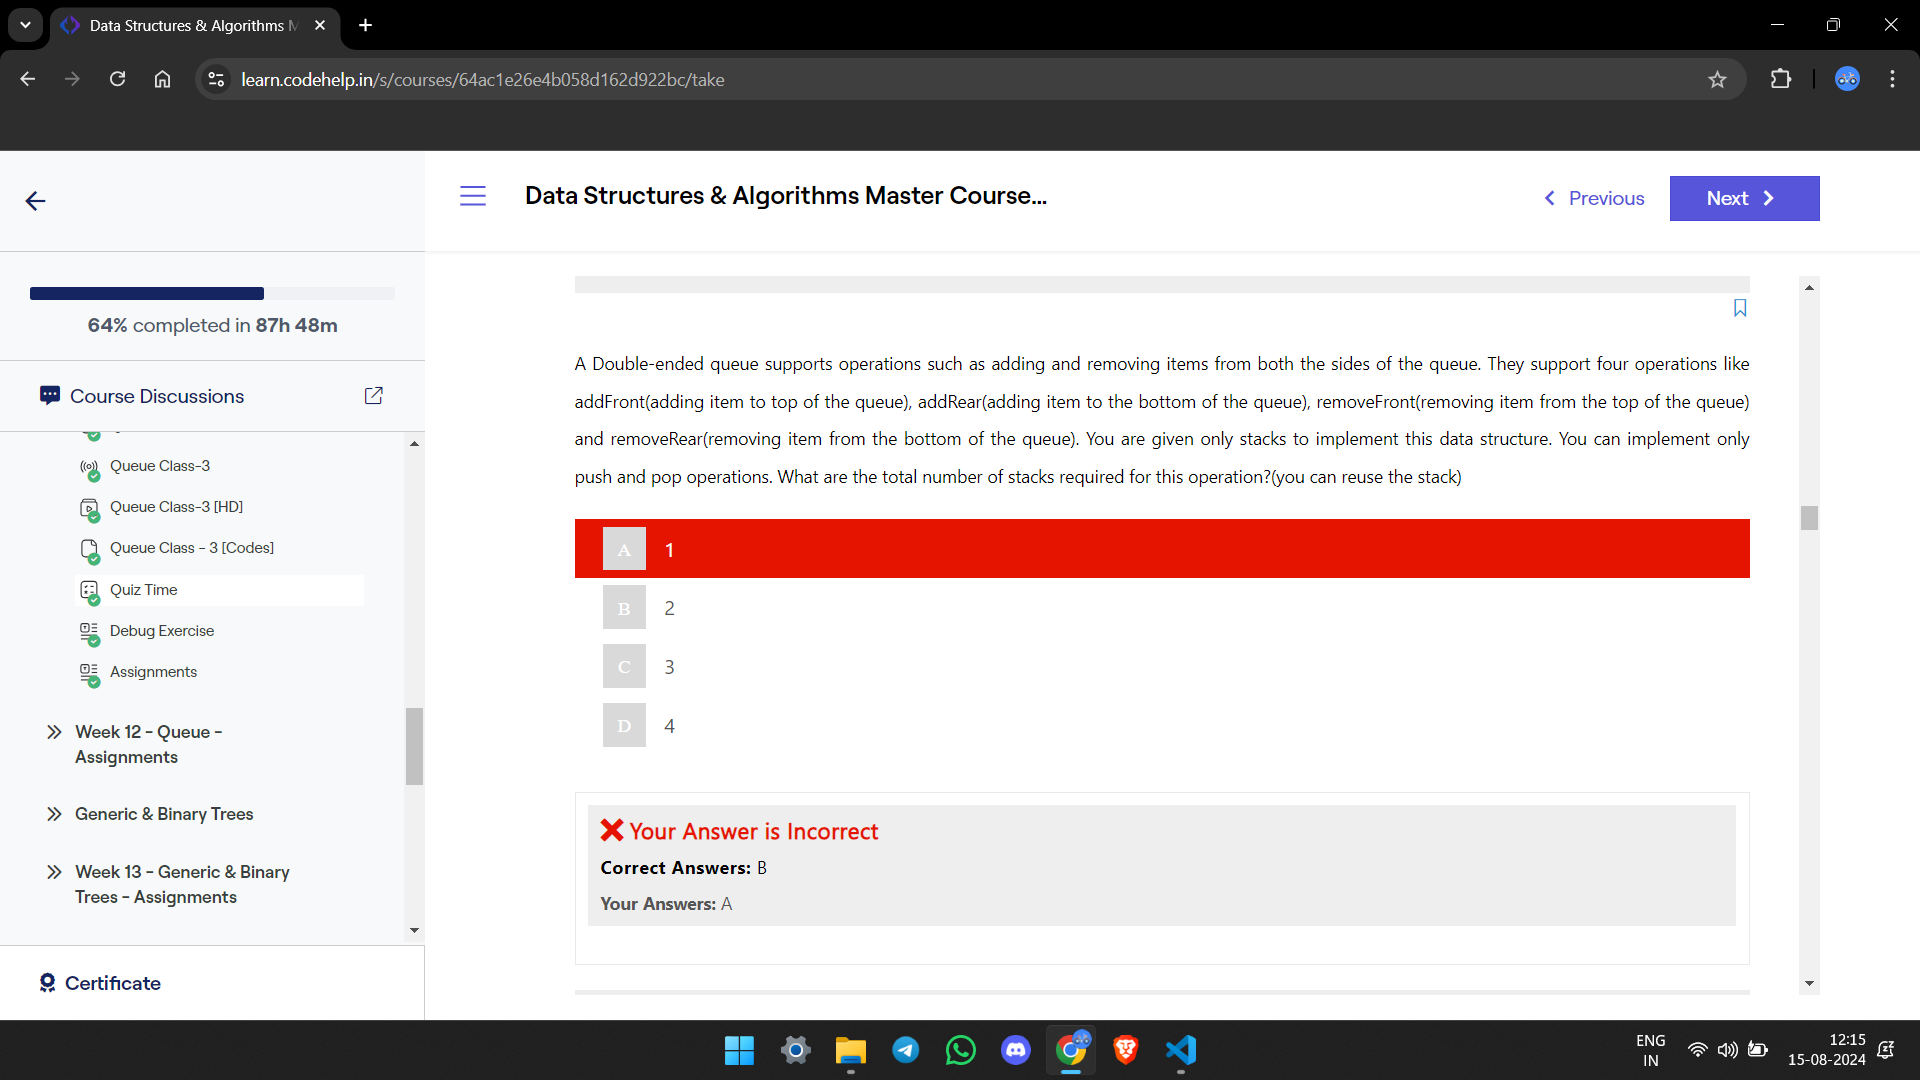 Data Structures & Algorithms M
learn.codehelp.in/s/courses/64ac1e26e4b058d162d922bc/take
Data Structures & Algorithms Master Course...
Previous
Next
64% completed in 87h 48m
Course Discussions
Queue Class-3
Queue Class-3 [HD]
Queue Class - 3 [Codes]
Quiz Time
Debug Exercise
Assignments
Week 12 - Queue -
Assignments
Generic & Binary Trees
Week 13 - Generic & Binary
Trees - Assignments
Certificate
A Double-ended queue supports operations such as adding and removing items from both the sides of the queue. They support four operations like
addFront(adding item to top of the queue), addRear(adding item to the bottom of the queue), removeFront(removing item from the top of the queue)
and removeRear(removing item from the bottom of the queue). You are given only stacks to implement this data structure. You can implement only
push and pop operations. What are the total number of stacks required for this operation?(you can reuse the stack)
A 1
B 2
C 3
D 4
Your Answer is Incorrect
Correct Answers: B
Your Answers: A
ENG
IN
12:15
15-08-2024